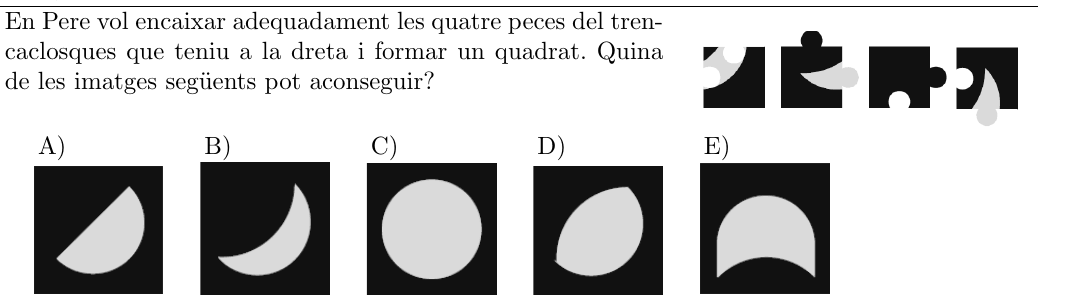 En Pere vol encaixar adequadament les quatre peces del tren-
caclosques que teniu a la dreta i formar un quadrat. Quina
de les imatges següents pot aconseguir?
A) B) C) D) E)